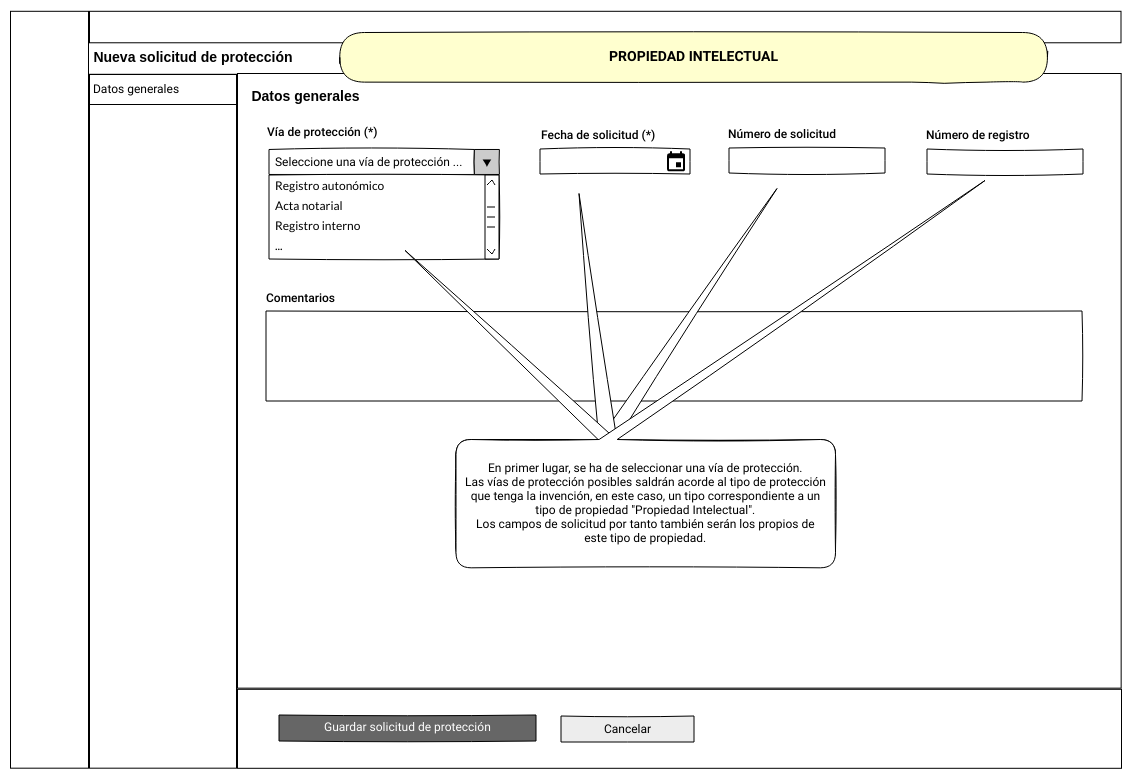 PROPIEDAD INTELECTUAL
Nueva solicitud de protección
Datos generales
Datos generales
Vía de protección (*)
Fecha de solicitud (*)
Número de solicitud
Número de registro
Seleccione una vía de protección ...
Registro autonómico
Acta notarial
Registro interno
...
Comentarios
En primer lugar, se ha de seleccionar una vía de protección.
Las vías de protección posibles saldrán acorde al tipo de protección
que tenga la invención, en este caso, un tipo correspondiente a un
tipo de propiedad "Propiedad Intelectual".
Los campos de solicitud por tanto también serán los propios de
este tipo de propiedad.
Guardar solicitud de protección
Cancelar